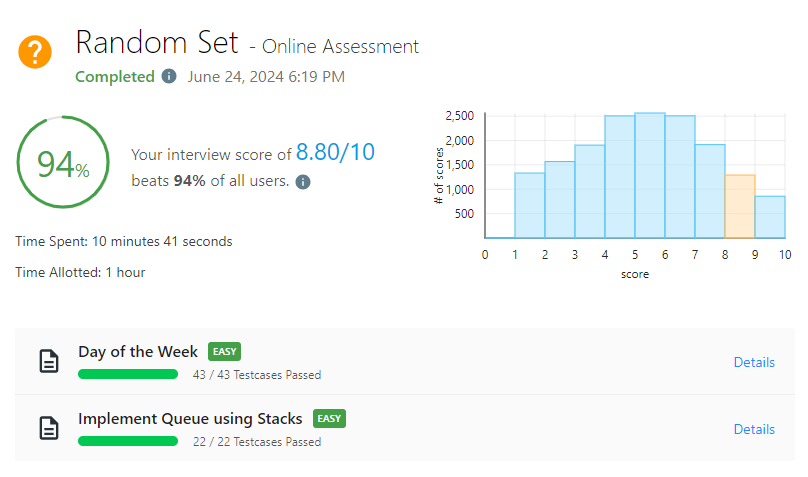 Random Set - Online Assessment
Completed June 24, 2024 6:19 PM
94%
Your interview score of 8.80/10
beats 94% of all users.
Time Spent: 10 minutes 41 seconds
Time Allotted: 1 hour
# of scores
2,500
2,000
1,500
1,000
500
0 1 2 3 4 5 6 7 8 9 10
score
Day of the Week EASY
43 / 43 Testcases Passed
Details
Implement Queue using Stacks EASY
22 / 22 Testcases Passed
Details